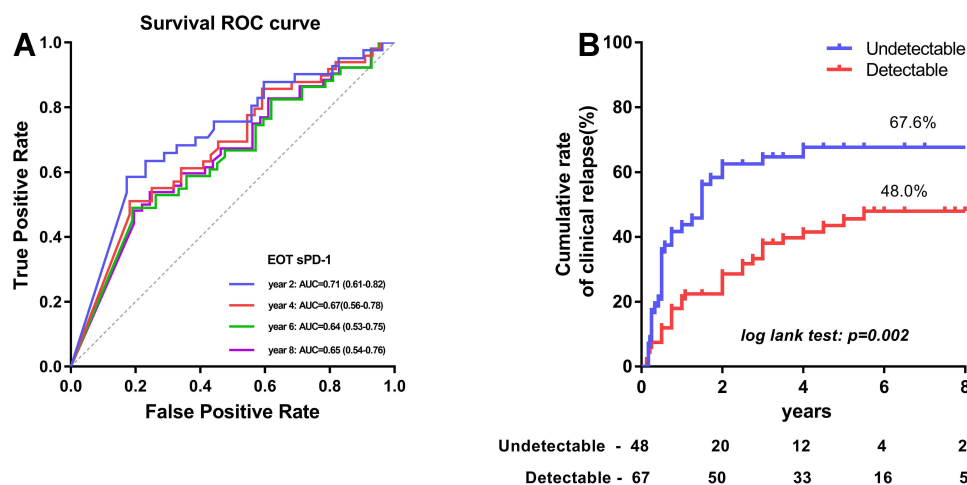 A
Survival ROC curve
True Positive Rate
1.0
0.8
0.6
0.4
0.2
0.0
0.0 0.2 0.4 0.6 0.8 1.0
False Positive Rate
EOT sPD-1
year 2: AUC=0.71 (0.61-0.82)
year 4: AUC=0.67(0.56-0.78)
year 6: AUC=0.64 (0.53-0.75)
year 8: AUC=0.65 (0.54-0.76)
B
Cumulative rate
of clinical relapse(%)
100
80
60
40
20
0
Undetectable
Detectable
67.6%
48.0%
log lank test: p=0.002
0 2 4 6 8
years
Undetectable - 48 20 12 4 2
Detectable - 67 50 33 16 5